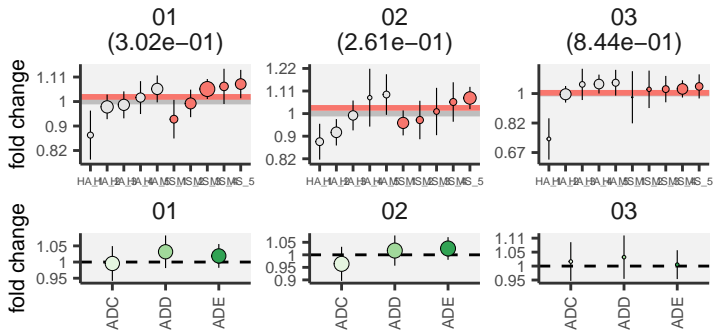 01
(3.02e−01)
02
(2.61e−01)
03
(8.44e−01)
fold change
1.11
1
0.9
0.82
1.22
1.11
1
0.9
0.82
1
0.82
0.67
01
02
03
fold change
1.05
1
0.95
1.05
1
0.95
0.9
1.11
1.05
1
0.95
ADC
ADD
ADE
ADC
ADD
ADE
ADC
ADD
ADE